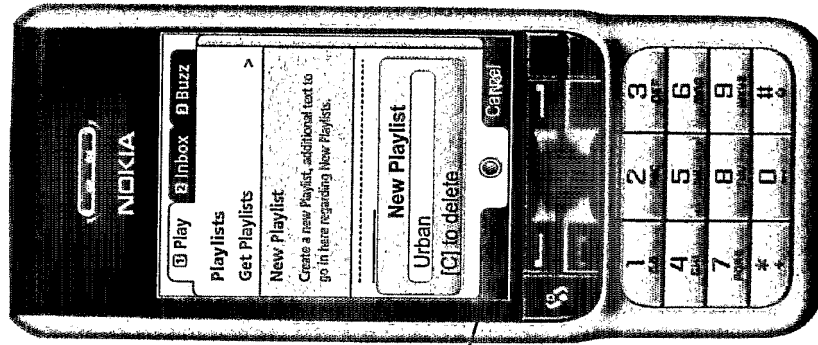 NOKIA
1 Play 2 Inbox 3 Buzz
Playlists
Get Playlists >
New Playlist
Create a new Playlist, additional text to
go in here regarding New Playlists.
New Playlist
Urban
[C] to delete
Cancel
1 2 3
4 5 6
7 8 9
* 0 #